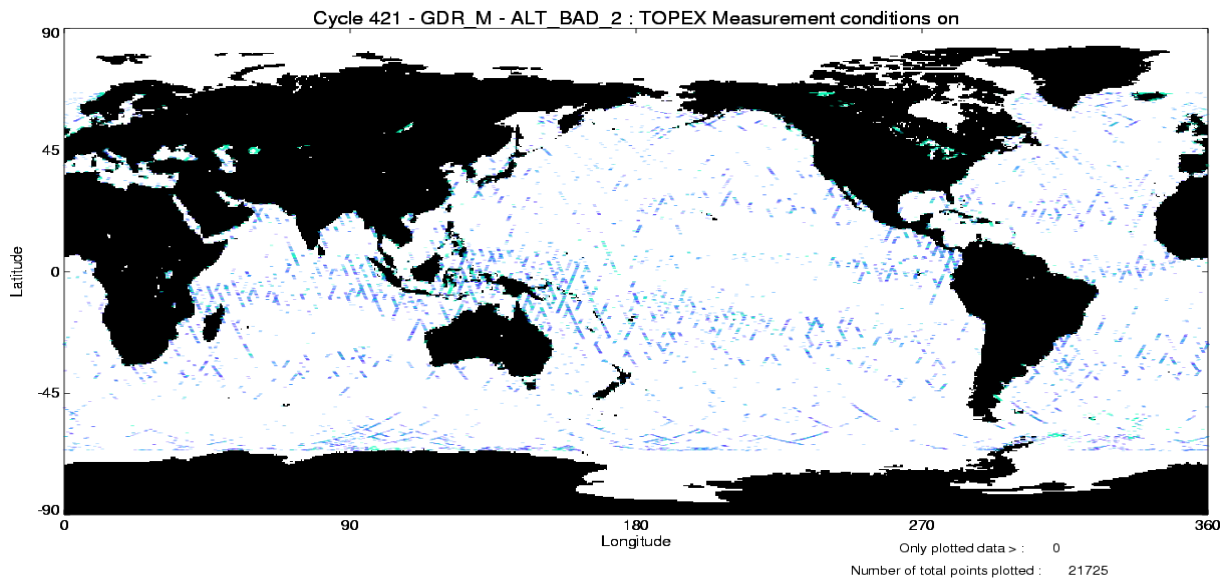 Cycle 421 - GDR_M - ALT_BAD_2 : TOPEX Measurement conditions on
90
45
0
-45
-90
Latitude
0 90 180 270 360
Longitude
Only plotted data > : 0
Number of total points plotted : 21725